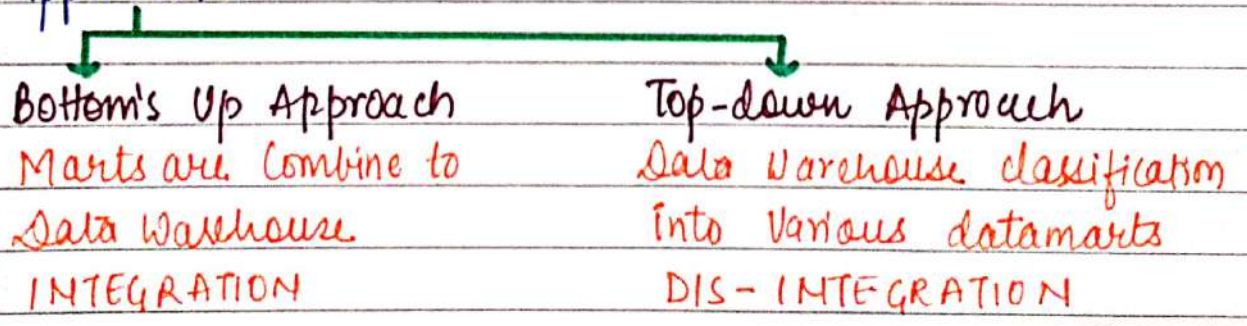 Bottom's Up Approach
Marts are Combine to
Data Warehouse
INTEGRATION
Top-down Approach
Data Warehouse classification
into Various datamarts
DIS-INTEGRATION